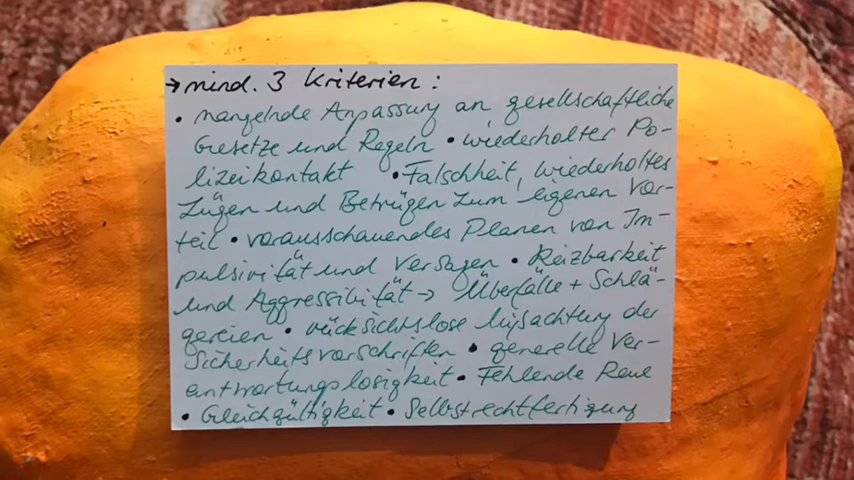 → mind. 3 Kriterien:
• mangelnde Anpassung an gesellschaftliche
Gesetze und Regeln • wiederholter Po-
lizeikontakt • Falschheit, wiederholtes
Lügen und Betrügen zum eigenen Vor-
teil • vorausschauendes Planen von Im-
pulsivität und Versagen • Reizbarkeit
und Aggressibität → Überfälle + Schlä-
gereien • rücksichtslose Missachtung der
Sicherheitsvorschriften • generelle Ver-
antwortungslosigkeit • Fehlende Reue
• Gleichgültigkeit • Selbstrechtfertigung